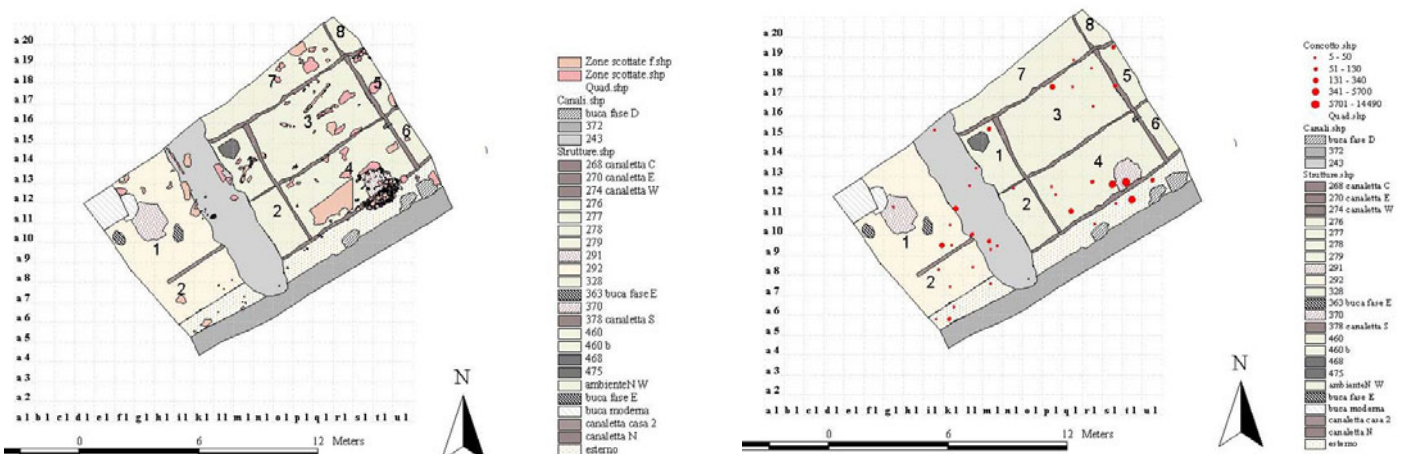 a 20
a 19
a 18
a 17
a 16
a 15
a 14
a 13
a 12
a 11
a 10
a 9
a 8
a 7
a 6
a 5
a 4
a 3
a 2
8
7
5
3
6
1
4
2
1
2
a l b l c l d l e l f l g l h l i l k l l l m l n l o l p l q l r l s l t l u l
0 6 12 Meters
N
Zone scottate f.shp
Zone scottate.shp
Quad.shp
Canali.shp
buca fase D
372
243
Strutture.shp
268 canaletta C
270 canaletta E
274 canaletta W
276
277
278
279
291
292
328
363 buca fase E
370
378 canaletta S
460
460 b
468
475
ambienteN W
buca fase E
buca moderna
canaletta casa 2
canaletta N
esterno
a 20
a 19
a 18
a 17
a 16
a 15
a 14
a 13
a 12
a 11
a 10
a 9
a 8
a 7
a 6
a 5
a 4
a 3
a 2
8
7
5
3
6
1
4
2
1
2
a l b l c l d l e l f l g l h l i l k l l l m l n l o l p l q l r l s l t l u l
0 6 12 Meters
N
Concotto.shp
5 - 50
51 - 130
131 - 340
341 - 5700
5701 - 14490
Quad.shp
Canali.shp
buca fase D
372
243
Strutture.shp
268 canaletta C
270 canaletta E
274 canaletta W
276
277
278
279
291
292
328
363 buca fase E
370
378 canaletta S
460
460 b
468
475
ambienteN W
buca fase E
buca moderna
canaletta casa 2
canaletta N
esterno